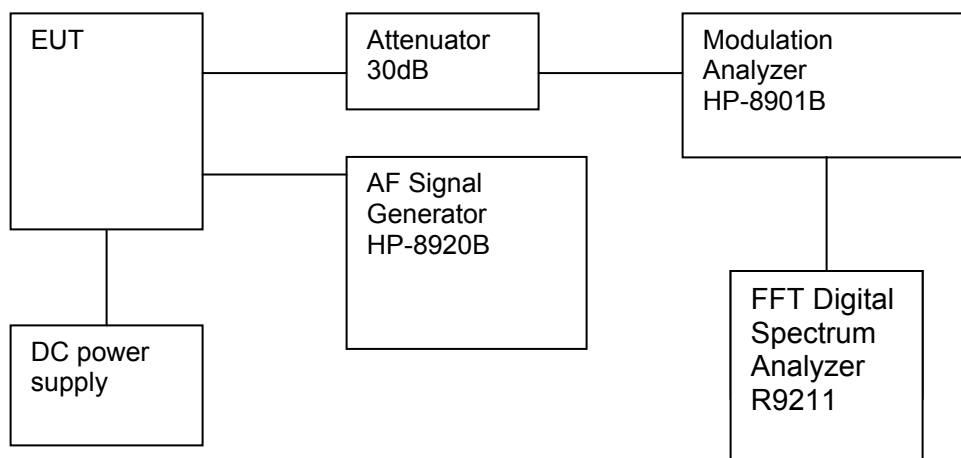 EUT
Attenuator
30dB
Modulation
Analyzer
HP-8901B
AF Signal
Generator
HP-8920B
DC power
supply
FFT Digital
Spectrum
Analyzer
R9211